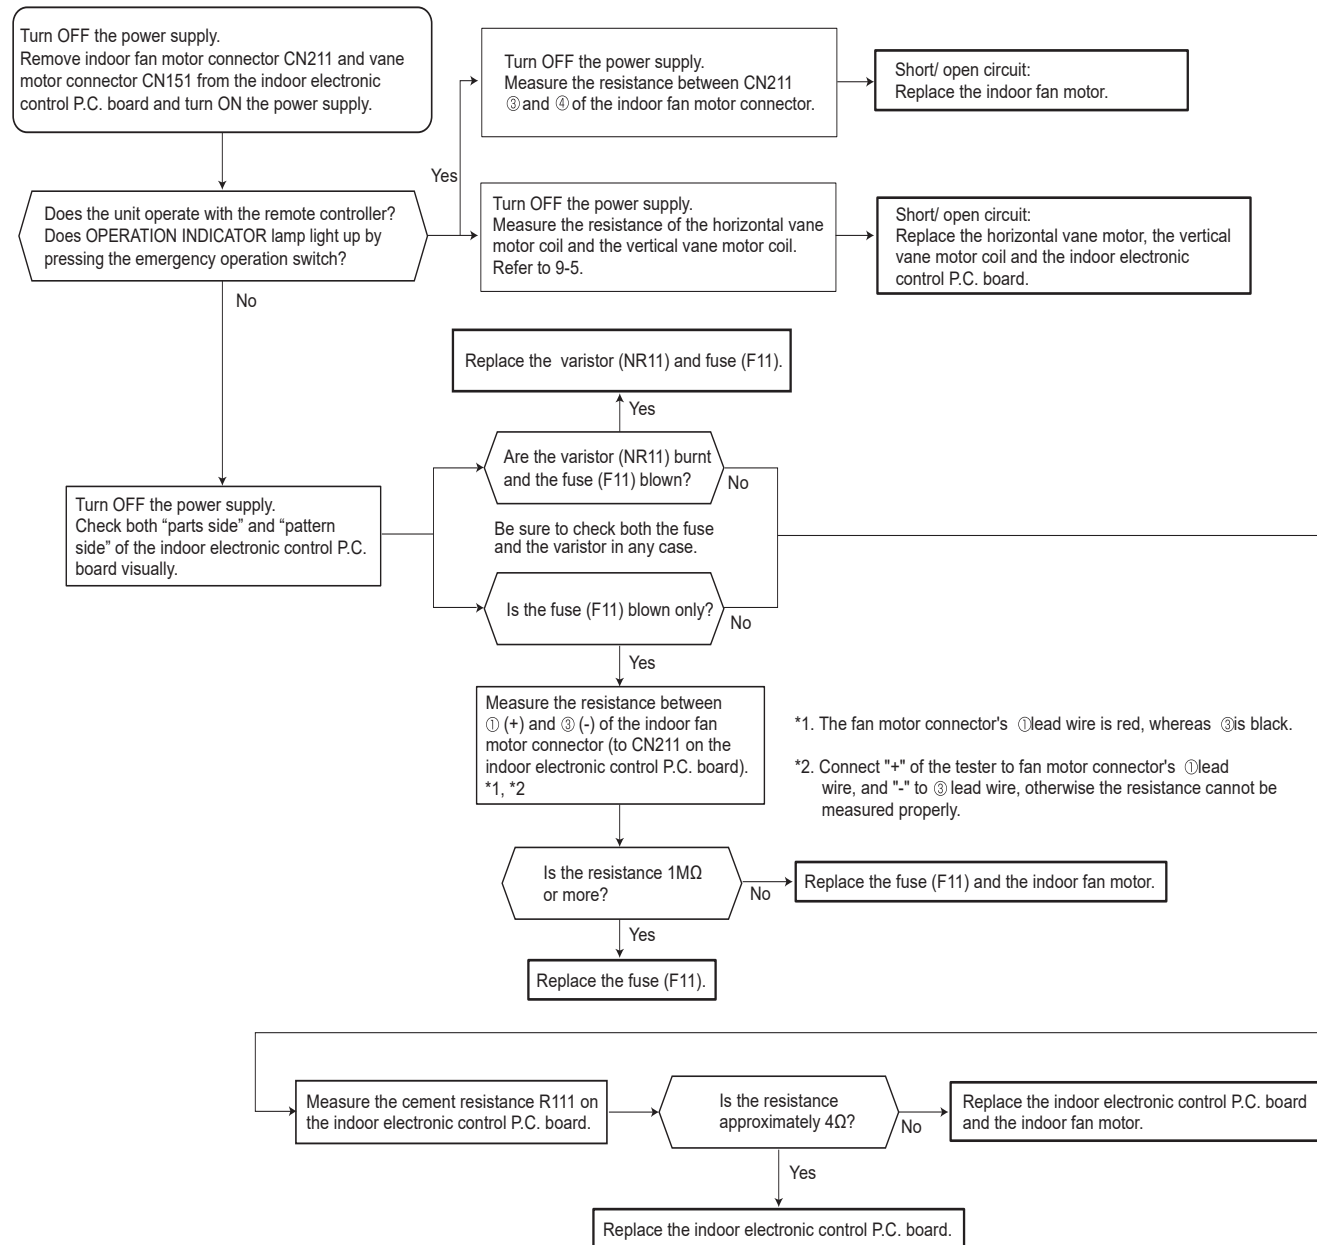 Turn OFF the power supply.
Remove indoor fan motor connector CN211 and vane
motor connector CN151 from the indoor electronic
control P.C. board and turn ON the power supply.
Turn OFF the power supply.
Measure the resistance between CN211
③ and ④ of the indoor fan motor connector.
Short/ open circuit:
Replace the indoor fan motor.
Yes
Does the unit operate with the remote controller?
Does OPERATION INDICATOR lamp light up by
pressing the emergency operation switch?
Turn OFF the power supply.
Measure the resistance of the horizontal vane
motor coil and the vertical vane motor coil.
Refer to 9-5.
Short/ open circuit:
Replace the horizontal vane motor, the vertical
vane motor coil and the indoor electronic
control P.C. board.
No
Replace the varistor (NR11) and fuse (F11).
Yes
Are the varistor (NR11) burnt
and the fuse (F11) blown?
No
Turn OFF the power supply.
Check both “parts side” and “pattern
side” of the indoor electronic control P.C.
board visually.
Be sure to check both the fuse
and the varistor in any case.
Is the fuse (F11) blown only?
No
Yes
Measure the resistance between
① (+) and ③ (-) of the indoor fan
motor connector (to CN211 on the
indoor electronic control P.C. board).
*1, *2
*1. The fan motor connector's ①lead wire is red, whereas ③is black.
*2. Connect "+" of the tester to fan motor connector's ①lead
wire, and "-" to ③ lead wire, otherwise the resistance cannot be
measured properly.
Is the resistance 1MΩ
or more?
No
Replace the fuse (F11) and the indoor fan motor.
Yes
Replace the fuse (F11).
Measure the cement resistance R111 on
the indoor electronic control P.C. board.
Is the resistance
approximately 4Ω?
No
Replace the indoor electronic control P.C. board
and the indoor fan motor.
Yes
Replace the indoor electronic control P.C. board.